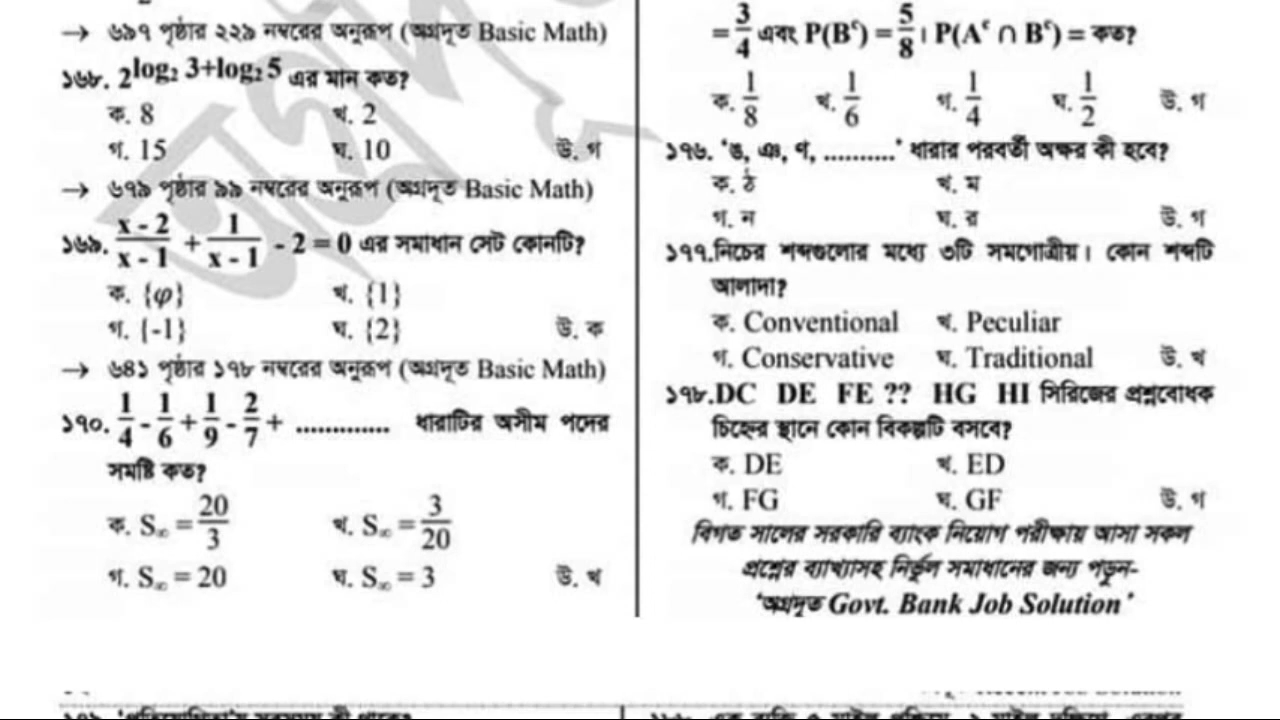 → ৬৯৭ পৃষ্ঠার ২২৯ নম্বরের অনুরূপ (অগ্রদূত Basic Math)
১৬৮. 2^log₂ 3+log₂ 5 এর মান কত?
ক. 8 খ. 2
গ. 15 ঘ. 10 উ. গ
→ ৬৭৯ পৃষ্ঠার ৯৯ নম্বরের অনুরূপ (অগ্রদূত Basic Math)
১৬৯. (x - 2)/(x - 1) + 1/(x - 1) - 2 = 0 এর সমাধান সেট কোনটি?
ক. {φ} খ. {1}
গ. {-1} ঘ. {2} উ. ক
→ ৬৪১ পৃষ্ঠার ১৭৮ নম্বরের অনুরূপ (অগ্রদূত Basic Math)
১৭০. 1/4 - 1/6 + 1/9 - 2/7 + ............. ধারাটির অসীম পদের
সমষ্টি কত?
ক. S∞ = 20/3 খ. S∞ = 3/20
গ. S∞ = 20 ঘ. S∞ = 3 উ. খ
= 3/4 এবং P(Bᶜ) = 5/8। P(Aᶜ ∩ Bᶜ) = কত?
ক. 1/8 খ. 1/6 গ. 1/4 ঘ. 1/2 উ. গ
১৭৬. ‘ঙ, ঞ, ণ, ..........’ ধারার পরবর্তী অক্ষর কী হবে?
ক. ঠ খ. ম
গ. ন ঘ. র উ. গ
১৭৭.নিচের শব্দগুলোর মধ্যে ৩টি সমগোত্রীয়। কোন শব্দটি
আলাদা?
ক. Conventional খ. Peculiar
গ. Conservative ঘ. Traditional উ. খ
১৭৮.DC DE FE ?? HG HI সিরিজের প্রশ্নবোধক
চিহ্নের স্থানে কোন বিকল্পটি বসবে?
ক. DE খ. ED
গ. FG ঘ. GF উ. গ
বিগত সালের সরকারি ব্যাংক নিয়োগ পরীক্ষায় আসা সকল
প্রশ্নের ব্যাখ্যাসহ নির্ভুল সমাধানের জন্য পড়ুন-
‘অগ্রদূত Govt. Bank Job Solution’